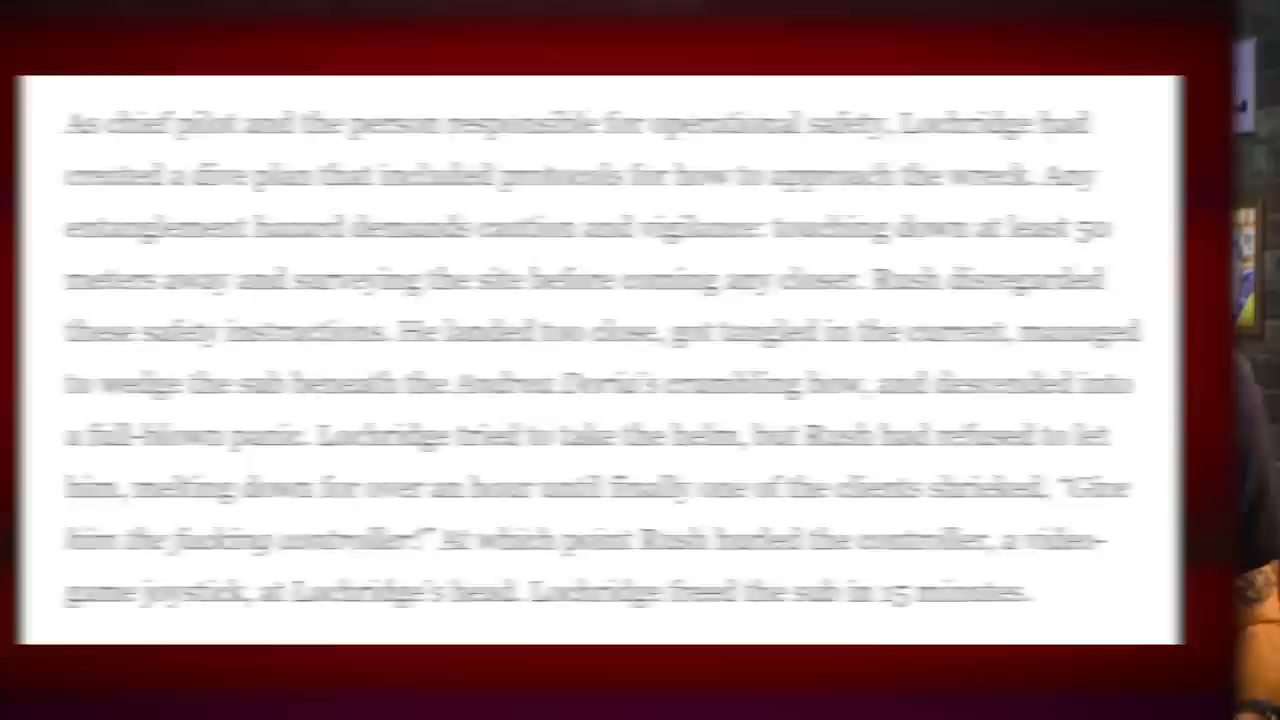 As chief pilot and the person responsible for operational safety, Lochridge had
created a dive plan that included protocols for how to approach the wreck. Any
entanglement hazard demands caution and vigilance: touching down at least 50
meters away and surveying the site before coming any closer. Rush disregarded
these safety instructions. He landed too close, got tangled in the current, managed
to wedge the sub beneath the Andrea Doria's crumbling bow, and descended into
a full-blown panic. Lochridge tried to take the helm, but Rush had refused to let
him, melting down for over an hour until finally one of the clients shrieked, “Give
him the fucking controller!” At which point Rush hurled the controller, a video-
game joystick, at Lochridge's head. Lochridge freed the sub in 15 minutes.